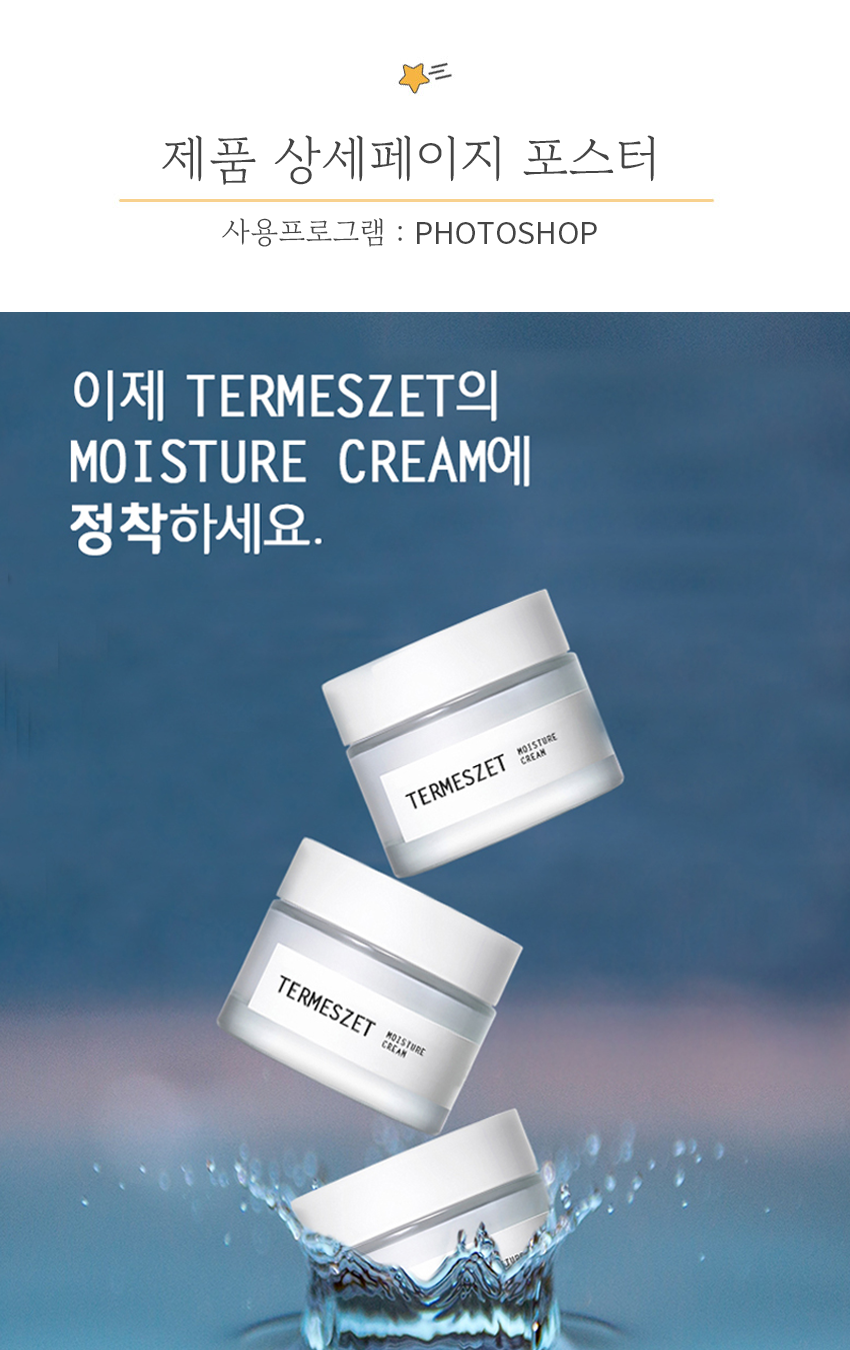 제품 상세페이지 포스터
사용프로그램 : PHOTOSHOP
이제 TERMESZET의
MOISTURE CREAM에
정착하세요.
TERMESZET
MOISTURE
CREAM
TERMESZET
MOISTURE
CREAM